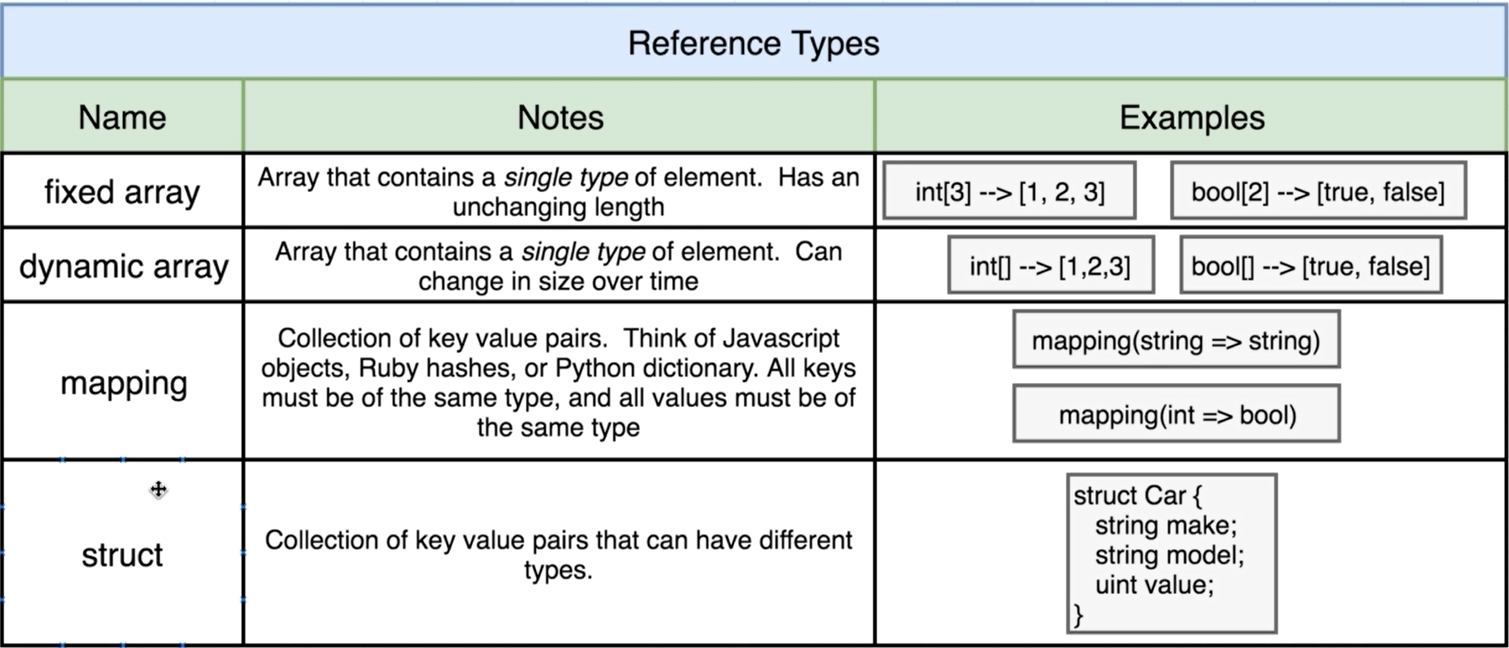 Reference Types
Name
Notes
Examples
fixed array
Array that contains a single type of element.  Has an
unchanging length
int[3] --> [1, 2, 3]
bool[2] --> [true, false]
dynamic array
Array that contains a single type of element.  Can
change in size over time
int[] --> [1,2,3]
bool[] --> [true, false]
mapping
Collection of key value pairs.  Think of Javascript
objects, Ruby hashes, or Python dictionary. All keys
must be of the same type, and all values must be of
the same type
mapping(string => string)
mapping(int => bool)
struct
Collection of key value pairs that can have different
types.
struct Car {
string make;
string model;
uint value;
}